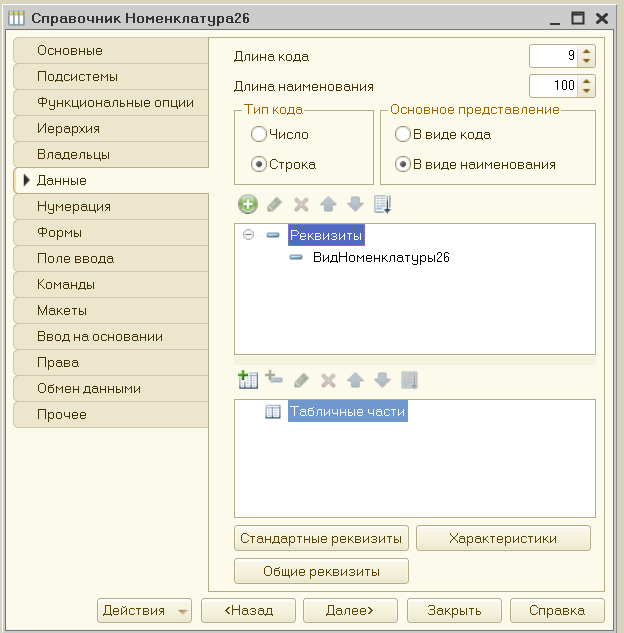 Справочник Номенклатура26
Основные
Подсистемы
Функциональные опции
Иерархия
Владельцы
Данные
Нумерация
Формы
Поле ввода
Команды
Макеты
Ввод на основании
Права
Обмен данными
Прочее
Длина кода 9
Длина наименования 100
Тип кода
Число
Строка
Основное представление
В виде кода
В виде наименования
Реквизиты
ВидНоменклатуры26
Табличные части
Стандартные реквизиты Характеристики
Общие реквизиты
Действия <Назад Далее> Закрыть Справка